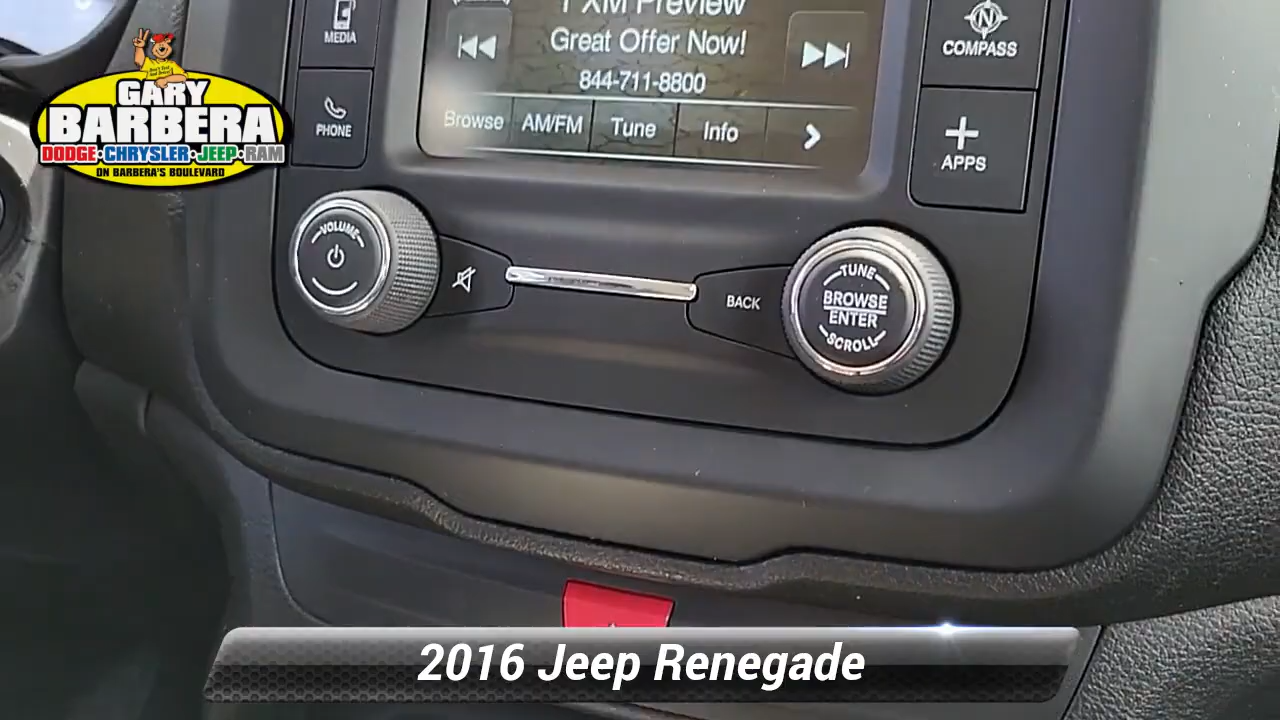 MEDIA
PHONE
1 XM Preview
Great Offer Now!
844-711-8800
Browse AM/FM Tune Info
N
COMPASS
APPS
VOLUME
BACK
TUNE
BROWSE
ENTER
SCROLL
GARY
BARBERA
DODGE·CHRYSLER·JEEP·RAM
ON BARBERA'S BOULEVARD
2016 Jeep Renegade